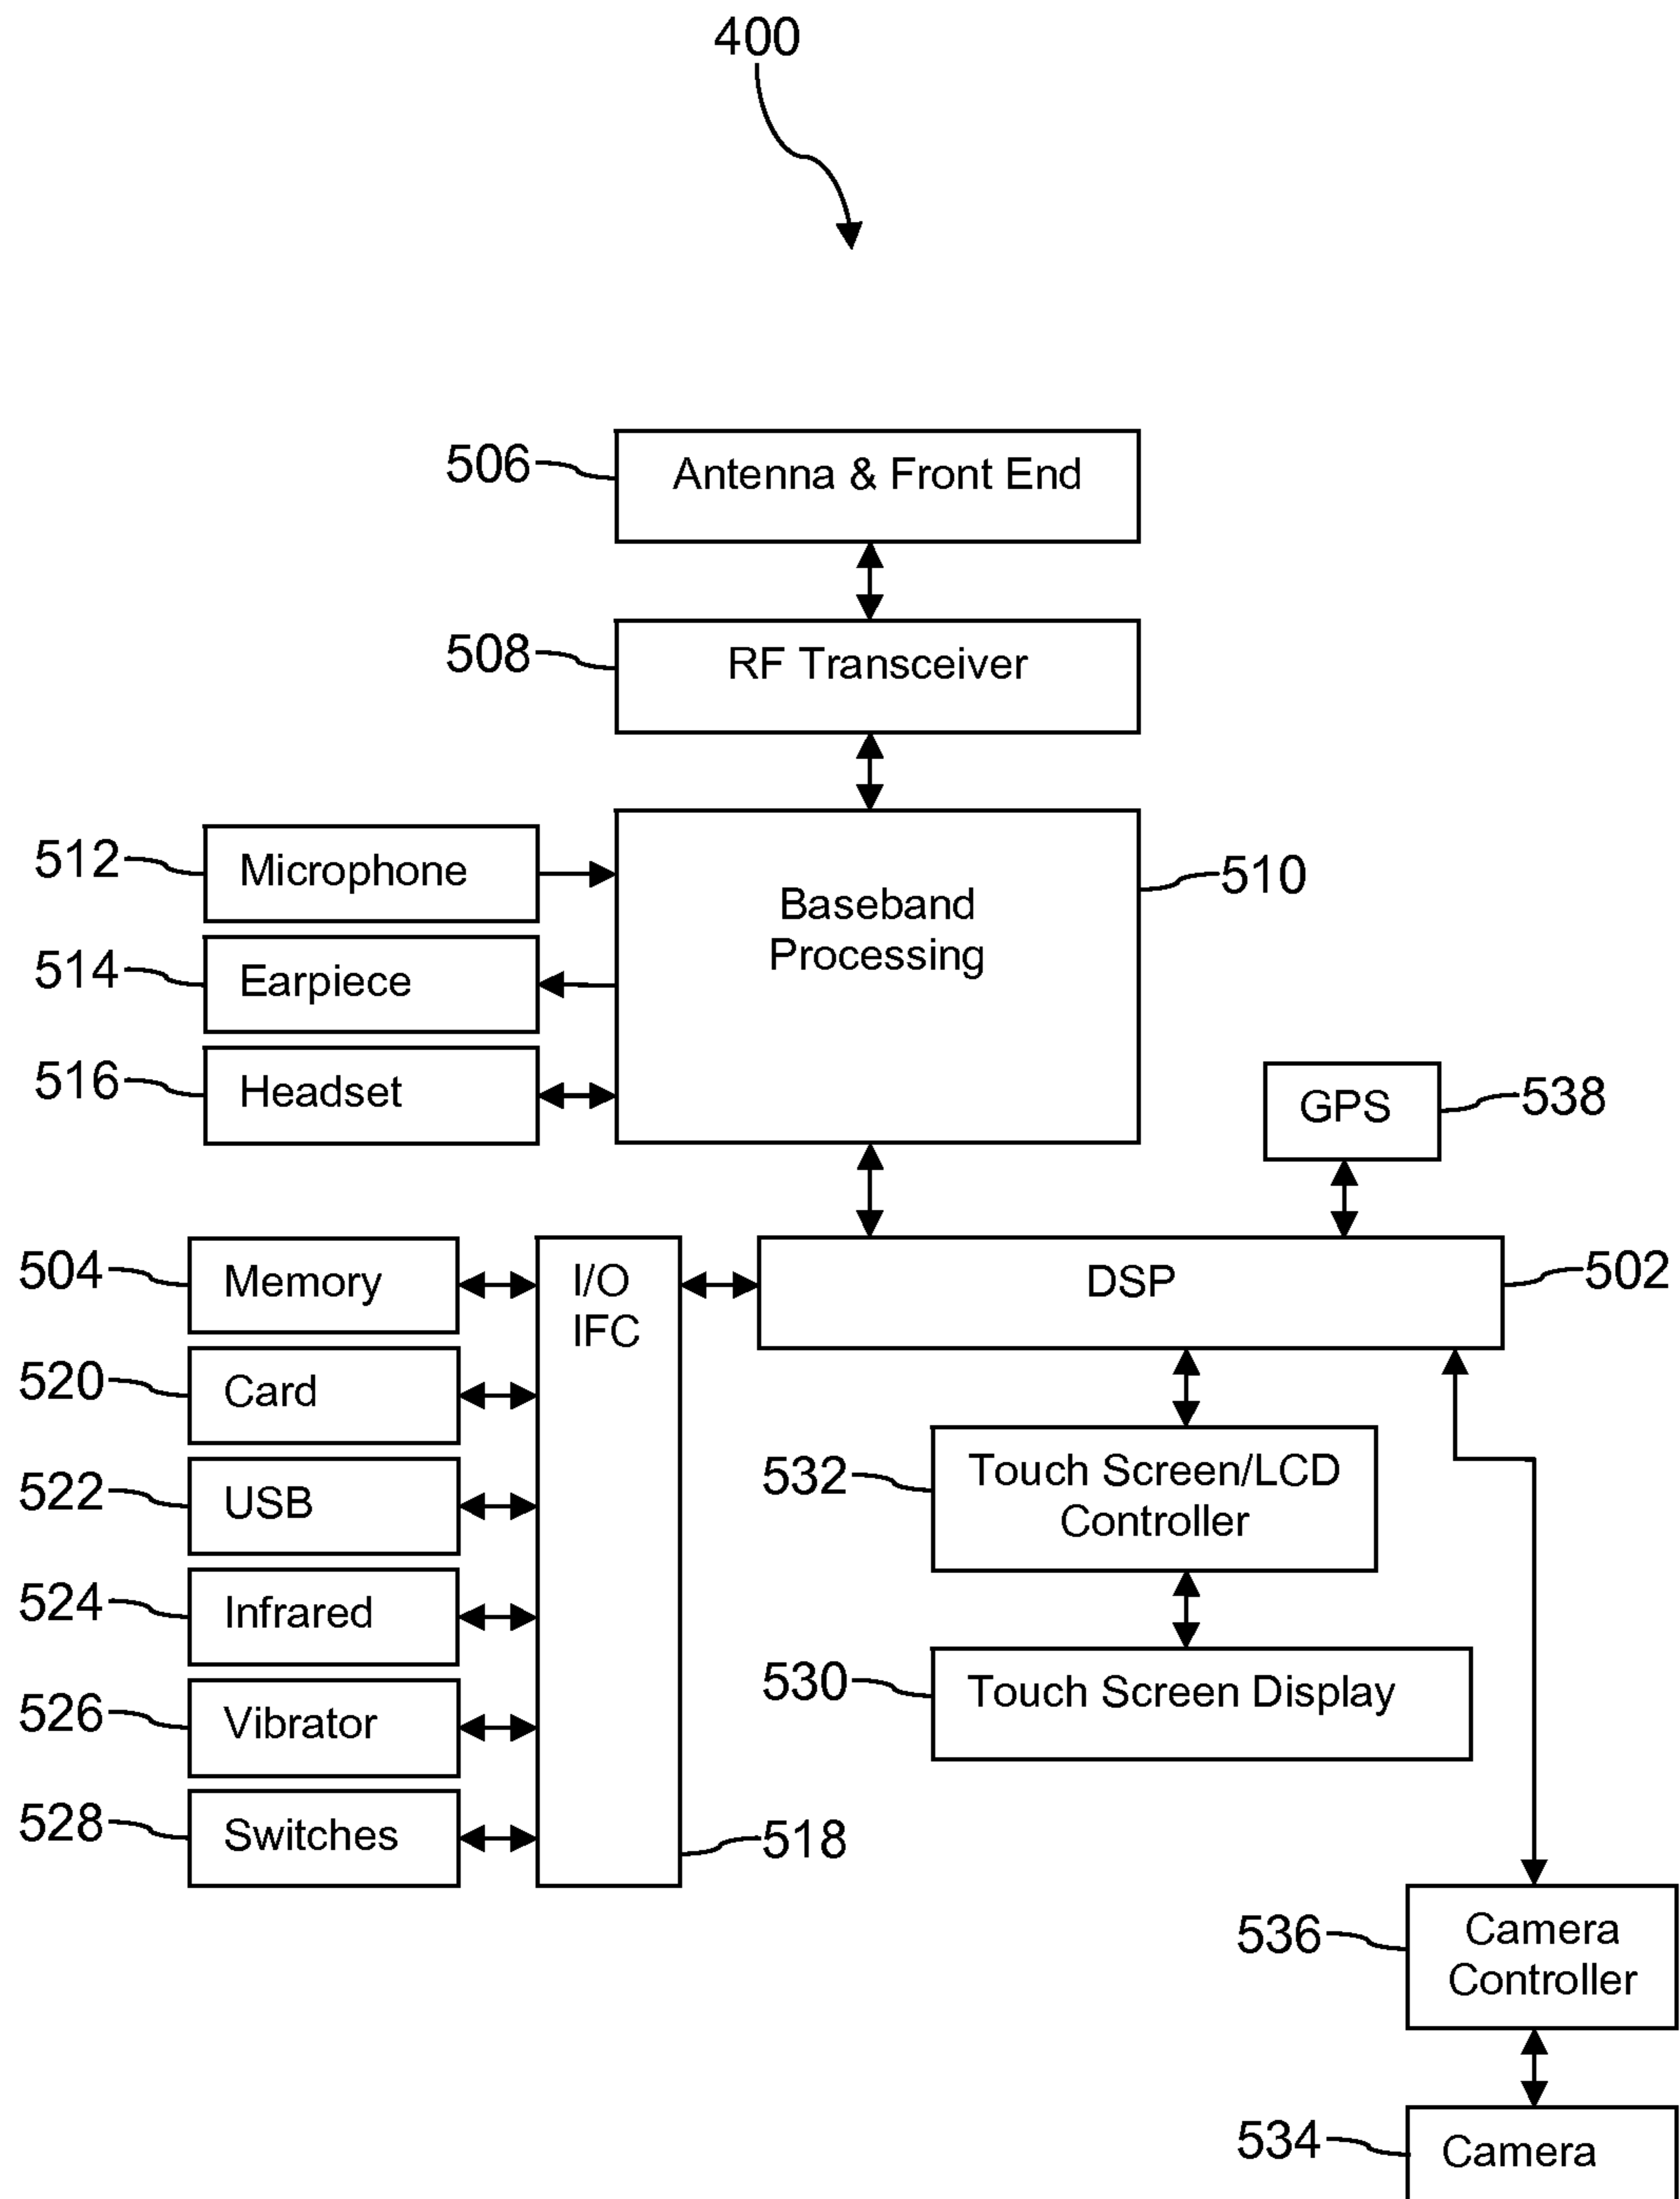 400
506
Antenna & Front End
508
RF Transceiver
512
Microphone
Baseband
Processing
510
514
Earpiece
516
Headset
GPS
538
504
Memory
I/O
IFC
DSP
502
520
Card
522
USB
532
Touch Screen/LCD
Controller
524
Infrared
530
Touch Screen Display
526
Vibrator
528
Switches
518
536
Camera
Controller
534
Camera